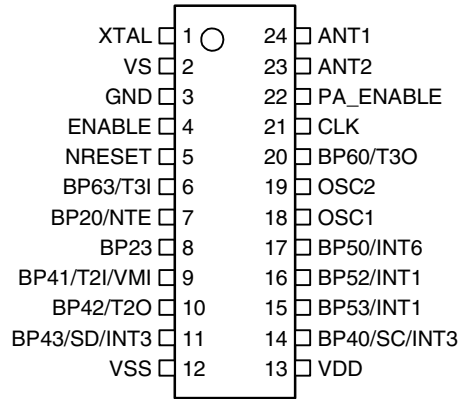 XTAL 1 24 ANT1
VS 2 23 ANT2
GND 3 22 PA_ENABLE
ENABLE 4 21 CLK
NRESET 5 20 BP60/T3O
BP63/T3I 6 19 OSC2
BP20/NTE 7 18 OSC1
BP23 8 17 BP50/INT6
BP41/T2I/VMI 9 16 BP52/INT1
BP42/T2O 10 15 BP53/INT1
BP43/SD/INT3 11 14 BP40/SC/INT3
VSS 12 13 VDD